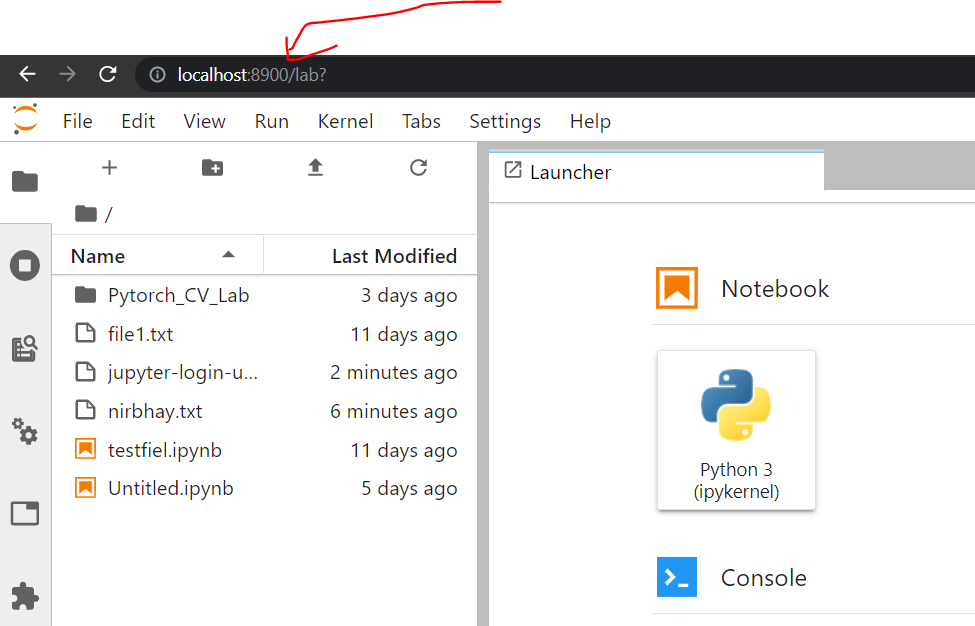 localhost:8900/lab?
File Edit View Run Kernel Tabs Settings Help
Launcher
/
Name Last Modified
Pytorch_CV_Lab 3 days ago
file1.txt 11 days ago
jupyter-login-u... 2 minutes ago
nirbhay.txt 6 minutes ago
testfiel.ipynb 11 days ago
Untitled.ipynb 5 days ago
Notebook
Python 3
(ipykernel)
Console